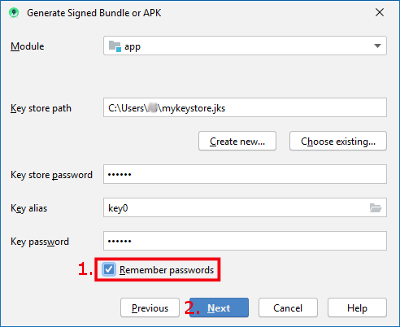 Generate Signed Bundle or APK
Module
app
Key store path
C:\Users\ \mykeystore.jks
Create new...
Choose existing...
Key store password
••••••
Key alias
key0
Key password
••••••
1. Remember passwords
Previous
2. Next
Cancel
Help